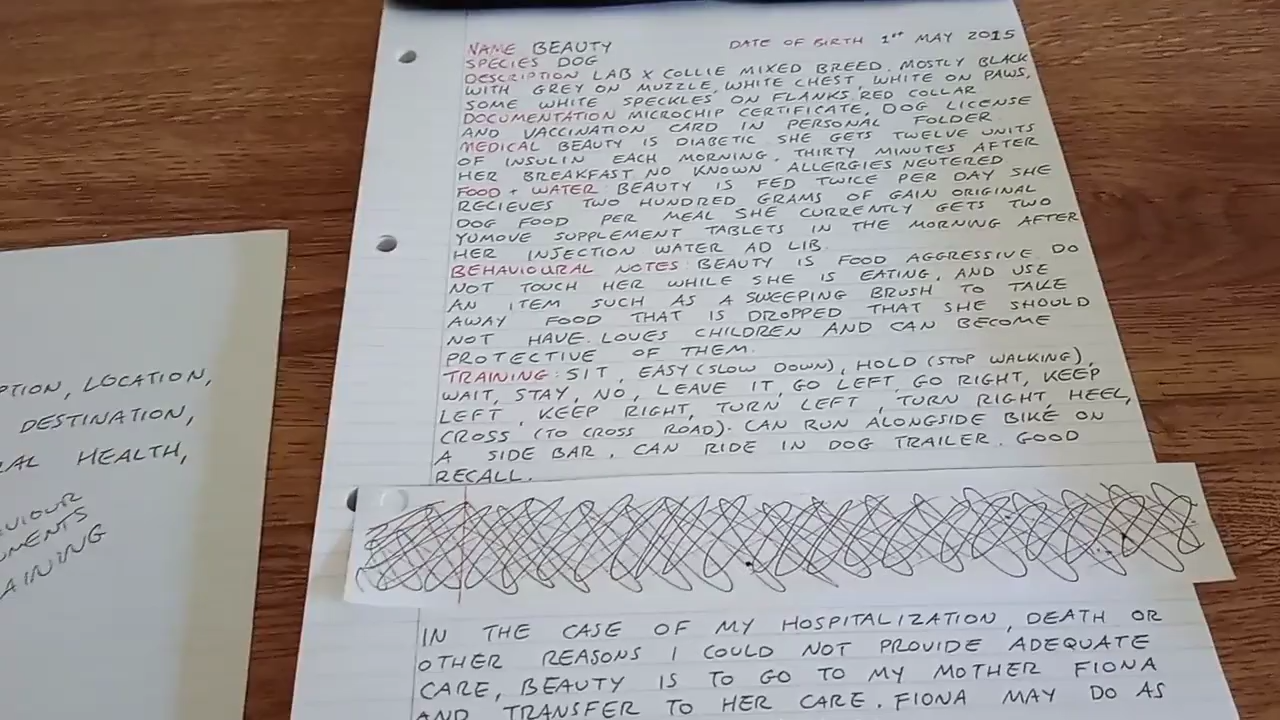 NAME BEAUTY DATE OF BIRTH 1ST MAY 2015
SPECIES DOG
DESCRIPTION LAB X COLLIE MIXED BREED. MOSTLY BLACK
WITH GREY ON MUZZLE, WHITE CHEST, WHITE ON PAWS,
SOME WHITE SPECKLES ON FLANKS RED COLLAR
DOCUMENTATION MICROCHIP CERTIFICATE, DOG LICENSE
AND VACCINATION CARD IN PERSONAL FOLDER
MEDICAL BEAUTY IS DIABETIC SHE GETS TWELVE UNITS
OF INSULIN EACH MORNING, THIRTY MINUTES AFTER
HER BREAKFAST NO KNOWN ALLERGIES NEUTERED
FOOD + WATER: BEAUTY IS FED TWICE PER DAY SHE
RECIEVES TWO HUNDRED GRAMS OF GAIN ORIGINAL
DOG FOOD PER MEAL SHE CURRENTLY GETS TWO
YUMOVE SUPPLEMENT TABLETS IN THE MORNING AFTER
HER INJECTION WATER AD LIB.
BEHAVIOURAL NOTES: BEAUTY IS FOOD AGGRESSIVE. DO
NOT TOUCH HER WHILE SHE IS EATING, AND USE
AN ITEM SUCH AS A SWEEPING BRUSH TO TAKE
AWAY FOOD THAT IS DROPPED THAT SHE SHOULD
NOT HAVE. LOVES CHILDREN AND CAN BECOME
PROTECTIVE OF THEM.
TRAINING: SIT, EASY (SLOW DOWN), HOLD (STOP WALKING),
WAIT, STAY, NO, LEAVE IT, GO LEFT, GO RIGHT, KEEP
LEFT, KEEP RIGHT, TURN LEFT, TURN RIGHT, HEEL,
CROSS (TO CROSS ROAD). CAN RUN ALONGSIDE BIKE ON
A SIDE BAR, CAN RIDE IN DOG TRAILER. GOOD
RECALL.
IN THE CASE OF MY HOSPITALIZATION, DEATH OR
OTHER REASONS I COULD NOT PROVIDE ADEQUATE
CARE, BEAUTY IS TO GO TO MY MOTHER FIONA
AND TRANSFER TO HER CARE. FIONA MAY DO AS
PTION, LOCATION,
DESTINATION,
RAL HEALTH,
AVIOUR
UMENTS
AINING